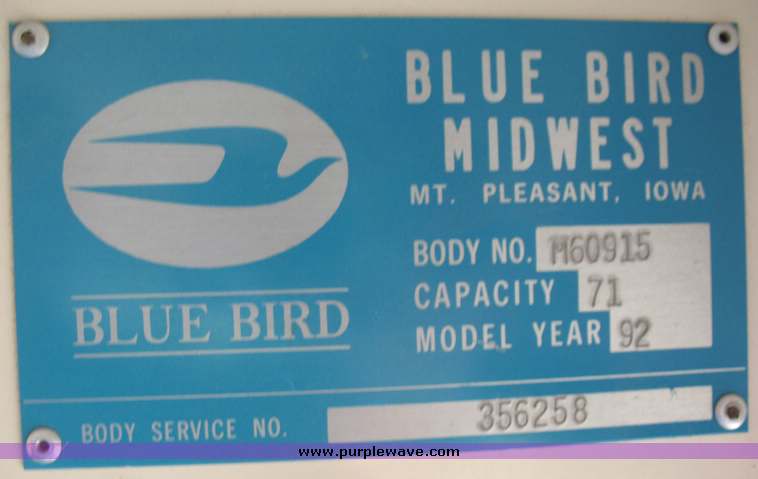 BLUE BIRD
MIDWEST
MT. PLEASANT, IOWA
BODY NO. M60915
CAPACITY 71
MODEL YEAR 92
BLUE BIRD
BODY SERVICE NO. 356258
www.purplewave.com